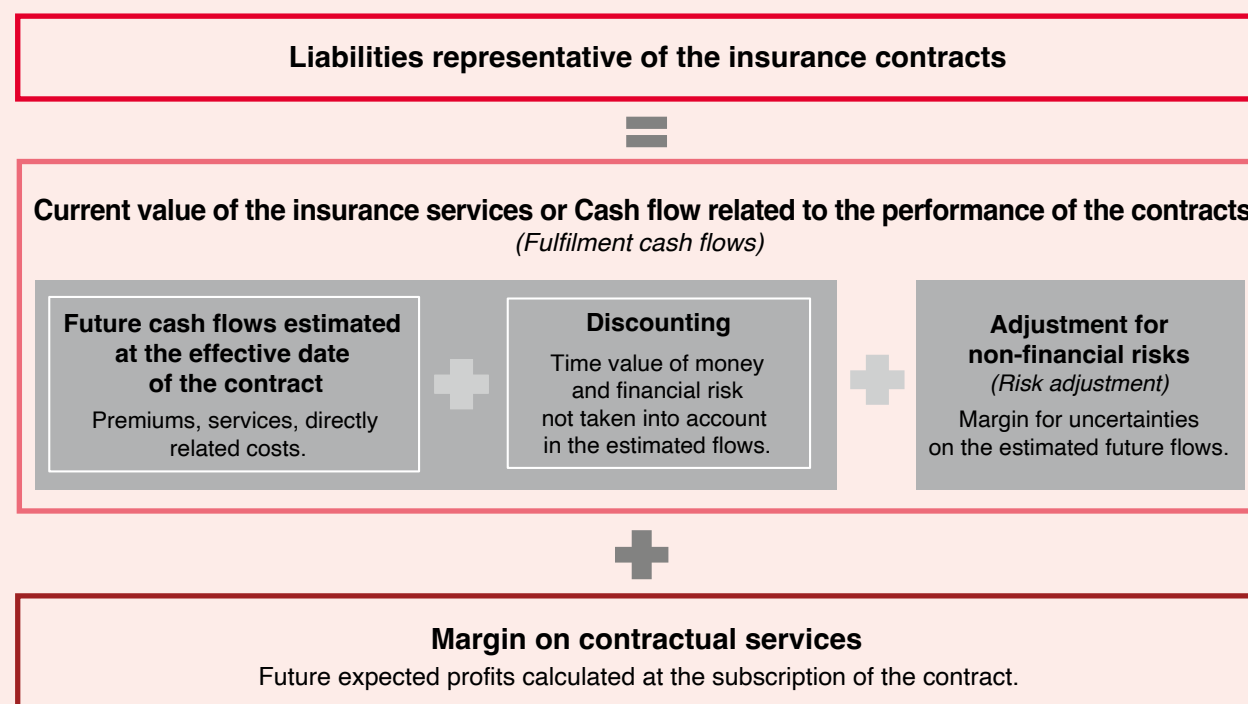 Liabilities representative of the insurance contracts
Current value of the insurance services or Cash flow related to the performance of the contracts
(Fulfilment cash flows)
Future cash flows estimated
at the effective date
of the contract
Premiums, services, directly
related costs.
Discounting
Time value of money
and financial risk
not taken into account
in the estimated flows.
Adjustment for
non-financial risks
(Risk adjustment)
Margin for uncertainties
on the estimated future flows.
Margin on contractual services
Future expected profits calculated at the subscription of the contract.